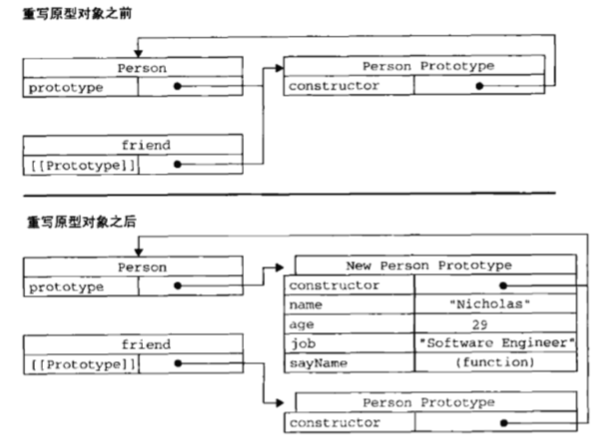 重写原型对象之前
Person
prototype
Person Prototype
constructor
friend
[[Prototype]]
重写原型对象之后
Person
prototype
New Person Prototype
constructor
name "Nicholas"
age 29
job "Software Engineer"
sayName (function)
friend
[[Prototype]]
Person Prototype
constructor